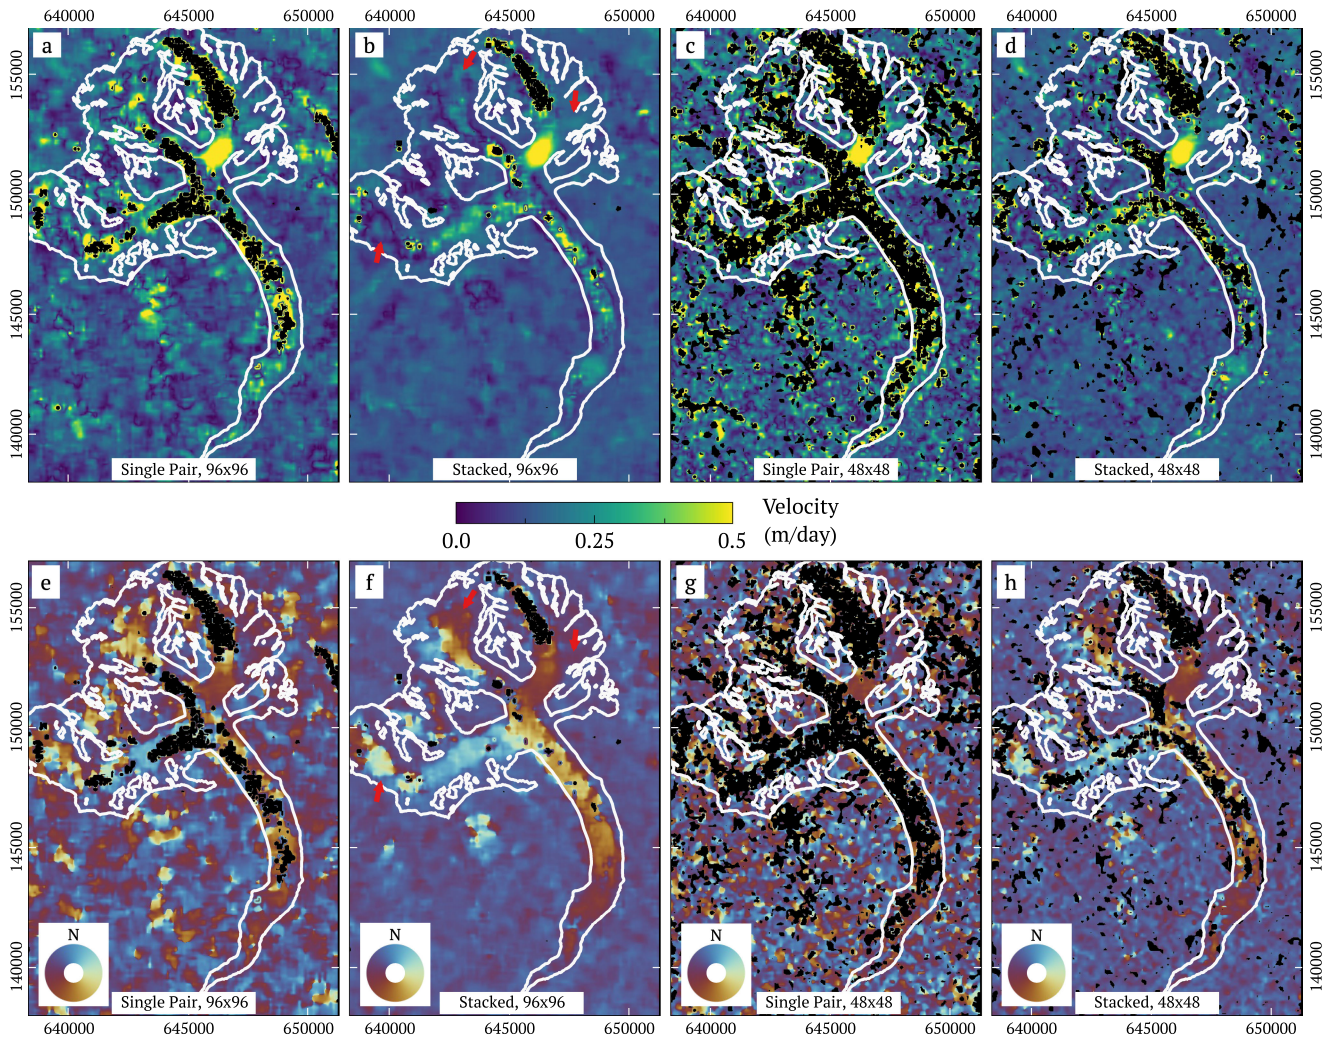 640000 645000 650000 640000 645000 650000 640000 645000 650000 640000 645000 650000
a b c d
155000 155000
150000 150000
145000 145000
140000 140000
Single Pair, 96x96 Stacked, 96x96 Single Pair, 48x48 Stacked, 48x48
Velocity
(m/day)
0.0 0.25 0.5
e f g h
155000 155000
150000 150000
145000 145000
140000 140000
N N N N
Single Pair, 96x96 Stacked, 96x96 Single Pair, 48x48 Stacked, 48x48
640000 645000 650000 640000 645000 650000 640000 645000 650000 640000 645000 650000